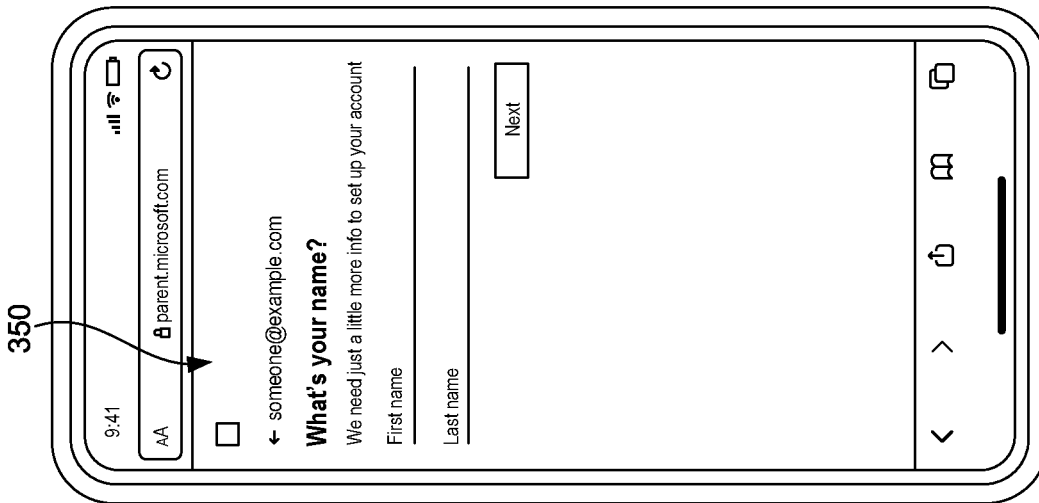 350
9:41
AA parent.microsoft.com
← someone@example.com
What's your name?
We need just a little more info to set up your account
First name
Last name
Next